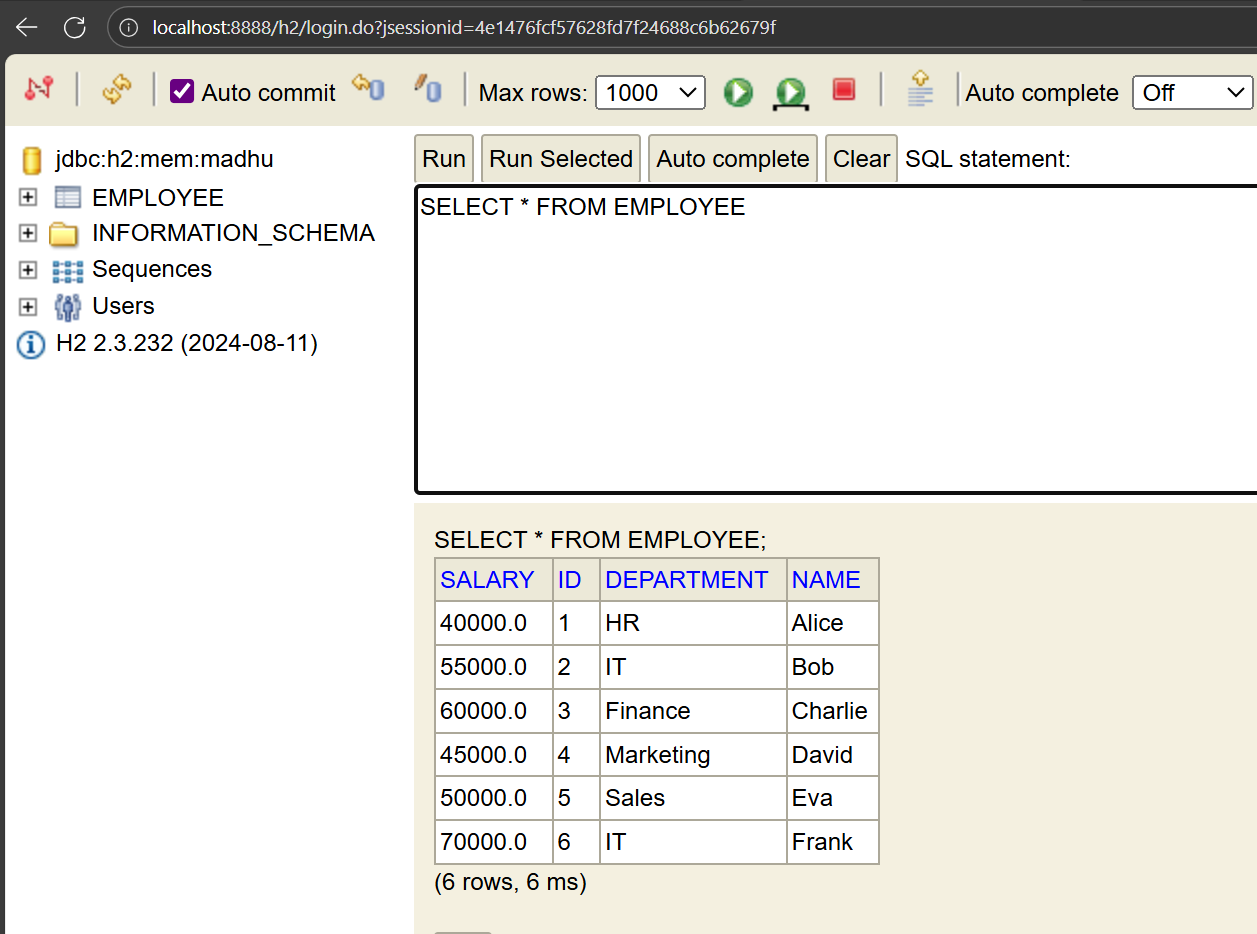 localhost:8888/h2/login.do?jsessionid=4e1476fcf57628fd7f24688c6b62679f
Auto commit Max rows: 1000 Auto complete Off
jdbc:h2:mem:madhu
EMPLOYEE
INFORMATION_SCHEMA
Sequences
Users
H2 2.3.232 (2024-08-11)
Run Run Selected Auto complete Clear SQL statement:
SELECT * FROM EMPLOYEE
SELECT * FROM EMPLOYEE;
SALARY ID DEPARTMENT NAME
40000.0 1 HR Alice
55000.0 2 IT Bob
60000.0 3 Finance Charlie
45000.0 4 Marketing David
50000.0 5 Sales Eva
70000.0 6 IT Frank
(6 rows, 6 ms)